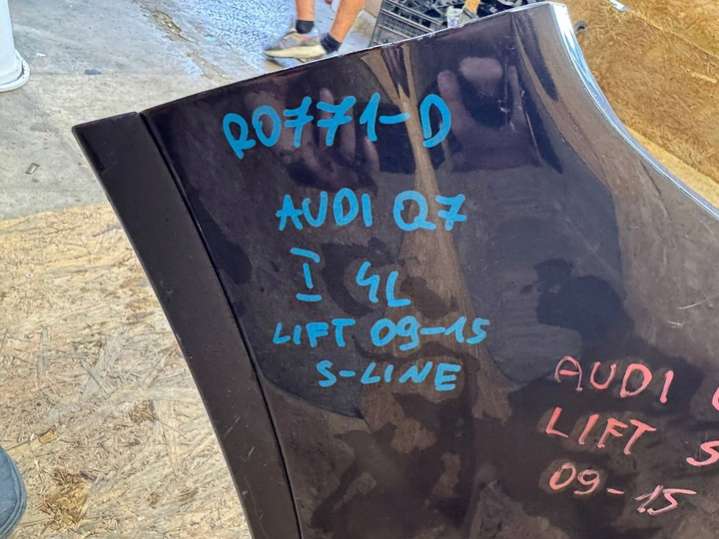 R0771-D
AUDI Q7
I 4L
LIFT 09-15
S-LINE
AUDI
LIFT S
09-15